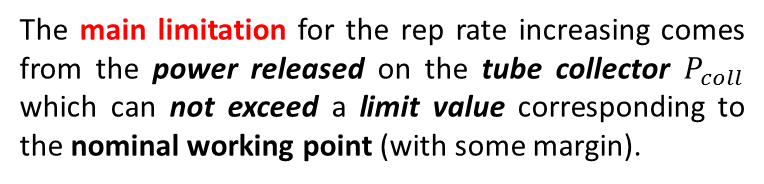 The main limitation for the rep rate increasing comes
from the power released on the tube collector P_{coll}
which can not exceed a limit value corresponding to
the nominal working point (with some margin).